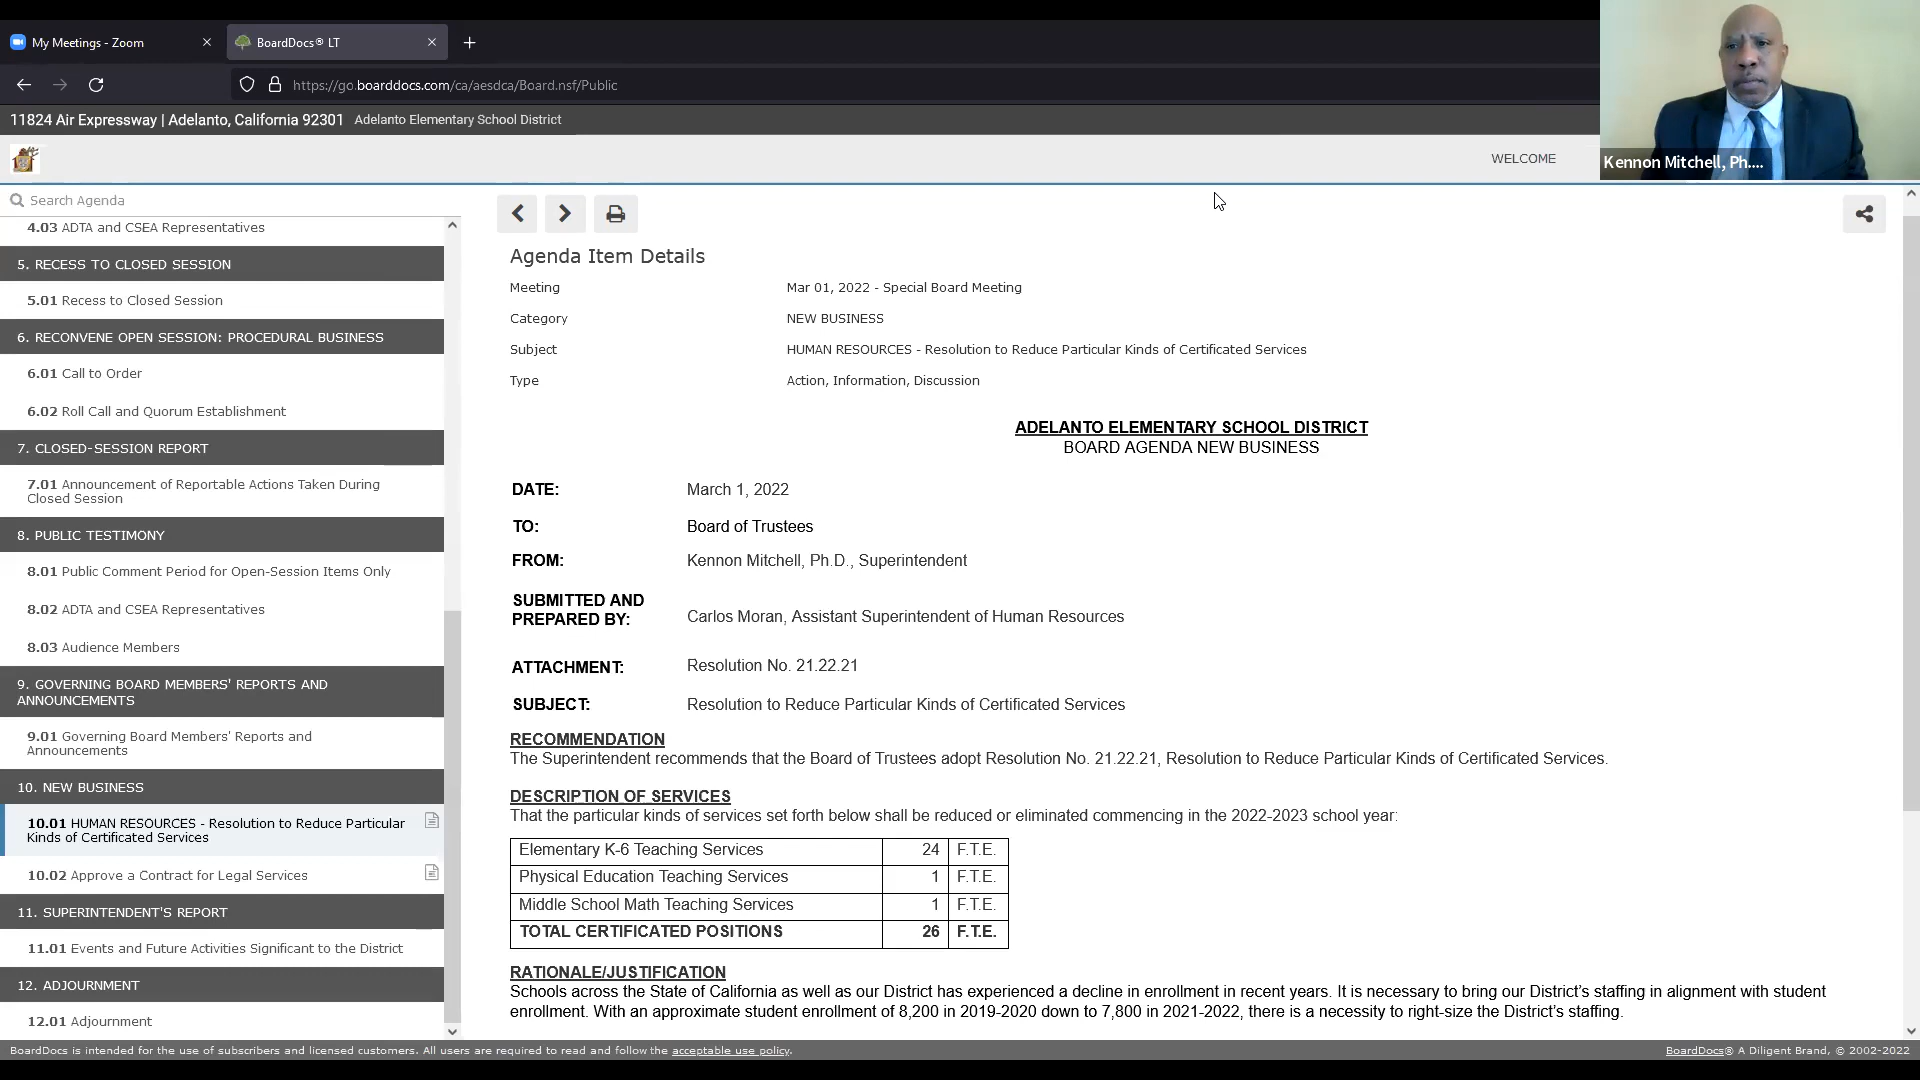 My Meetings - Zoom
BoardDocs® LT
https://go.boarddocs.com/ca/aesdca/Board.nsf/Public
11824 Air Expressway | Adelanto, California 92301 Adelanto Elementary School District
WELCOME
Kennon Mitchell, Ph....
Search Agenda
4.03 ADTA and CSEA Representatives
5. RECESS TO CLOSED SESSION
5.01 Recess to Closed Session
6. RECONVENE OPEN SESSION: PROCEDURAL BUSINESS
6.01 Call to Order
6.02 Roll Call and Quorum Establishment
7. CLOSED-SESSION REPORT
7.01 Announcement of Reportable Actions Taken During
Closed Session
8. PUBLIC TESTIMONY
8.01 Public Comment Period for Open-Session Items Only
8.02 ADTA and CSEA Representatives
8.03 Audience Members
9. GOVERNING BOARD MEMBERS' REPORTS AND
ANNOUNCEMENTS
9.01 Governing Board Members' Reports and
Announcements
10. NEW BUSINESS
10.01 HUMAN RESOURCES - Resolution to Reduce Particular
Kinds of Certificated Services
10.02 Approve a Contract for Legal Services
11. SUPERINTENDENT'S REPORT
11.01 Events and Future Activities Significant to the District
12. ADJOURNMENT
12.01 Adjournment
Agenda Item Details
Meeting Mar 01, 2022 - Special Board Meeting
Category NEW BUSINESS
Subject HUMAN RESOURCES - Resolution to Reduce Particular Kinds of Certificated Services
Type Action, Information, Discussion
ADELANTO ELEMENTARY SCHOOL DISTRICT
BOARD AGENDA NEW BUSINESS
DATE: March 1, 2022
TO: Board of Trustees
FROM: Kennon Mitchell, Ph.D., Superintendent
SUBMITTED AND
PREPARED BY: Carlos Moran, Assistant Superintendent of Human Resources
ATTACHMENT: Resolution No. 21.22.21
SUBJECT: Resolution to Reduce Particular Kinds of Certificated Services
RECOMMENDATION
The Superintendent recommends that the Board of Trustees adopt Resolution No. 21.22.21, Resolution to Reduce Particular Kinds of Certificated Services.
DESCRIPTION OF SERVICES
That the particular kinds of services set forth below shall be reduced or eliminated commencing in the 2022-2023 school year:
Elementary K-6 Teaching Services 24 F.T.E.
Physical Education Teaching Services 1 F.T.E.
Middle School Math Teaching Services 1 F.T.E.
TOTAL CERTIFICATED POSITIONS 26 F.T.E.
RATIONALE/JUSTIFICATION
Schools across the State of California as well as our District has experienced a decline in enrollment in recent years. It is necessary to bring our District's staffing in alignment with student
enrollment. With an approximate student enrollment of 8,200 in 2019-2020 down to 7,800 in 2021-2022, there is a necessity to right-size the District's staffing.
BoardDocs is intended for the use of subscribers and licensed customers. All users are required to read and follow the acceptable use policy.
BoardDocs® A Diligent Brand, © 2002-2022